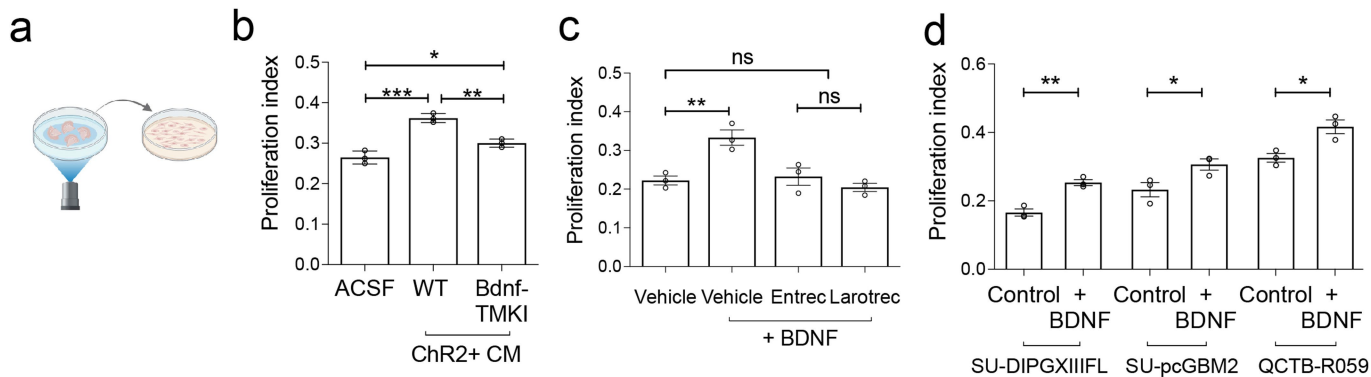 a
b
Proliferation index
0.5
0.4
0.3
0.2
0.1
0.0
*
*** **
ACSF WT Bdnf-
TMKI
ChR2+ CM
c
Proliferation index
0.5
0.4
0.3
0.2
0.1
0.0
ns
** ns
Vehicle Vehicle Entrec Larotrec
+ BDNF
d
Proliferation index
0.6
0.4
0.2
0.0
** * *
Control + Control + Control +
BDNF BDNF BDNF
SU-DIPGXIIIFL SU-pcGBM2 QCTB-R059